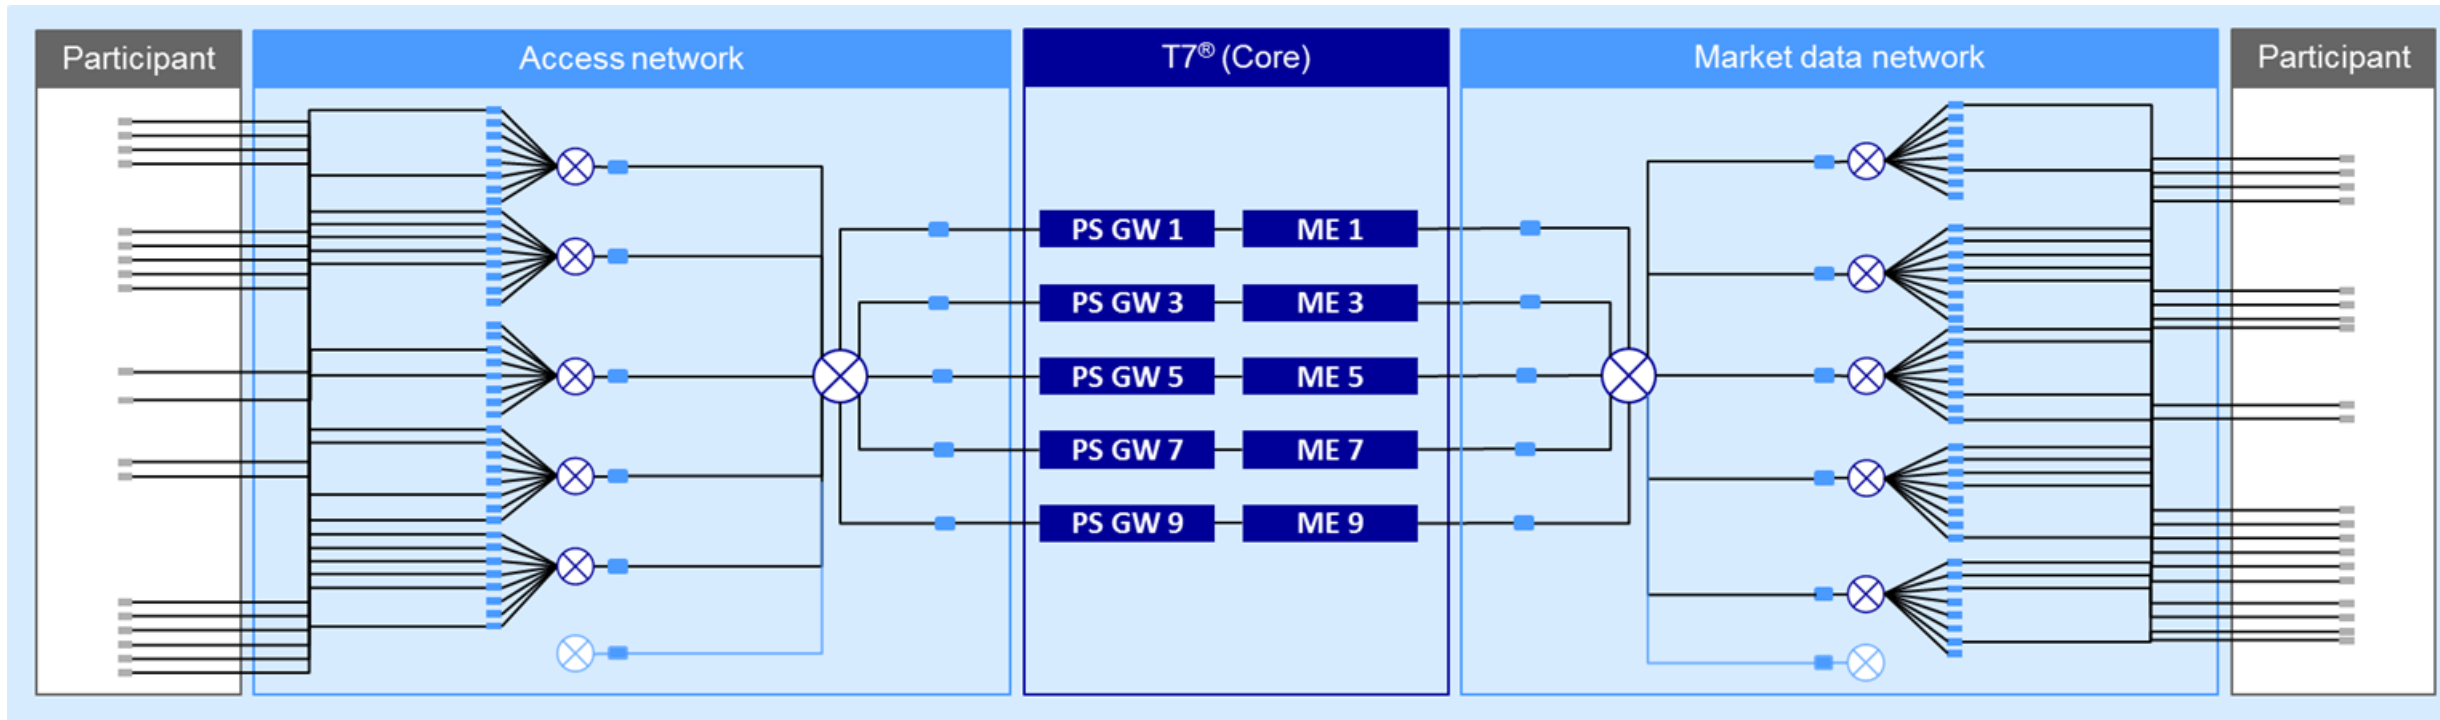 Participant
Access network
T7® (Core)
Market data network
Participant
PS GW 1
ME 1
PS GW 3
ME 3
PS GW 5
ME 5
PS GW 7
ME 7
PS GW 9
ME 9